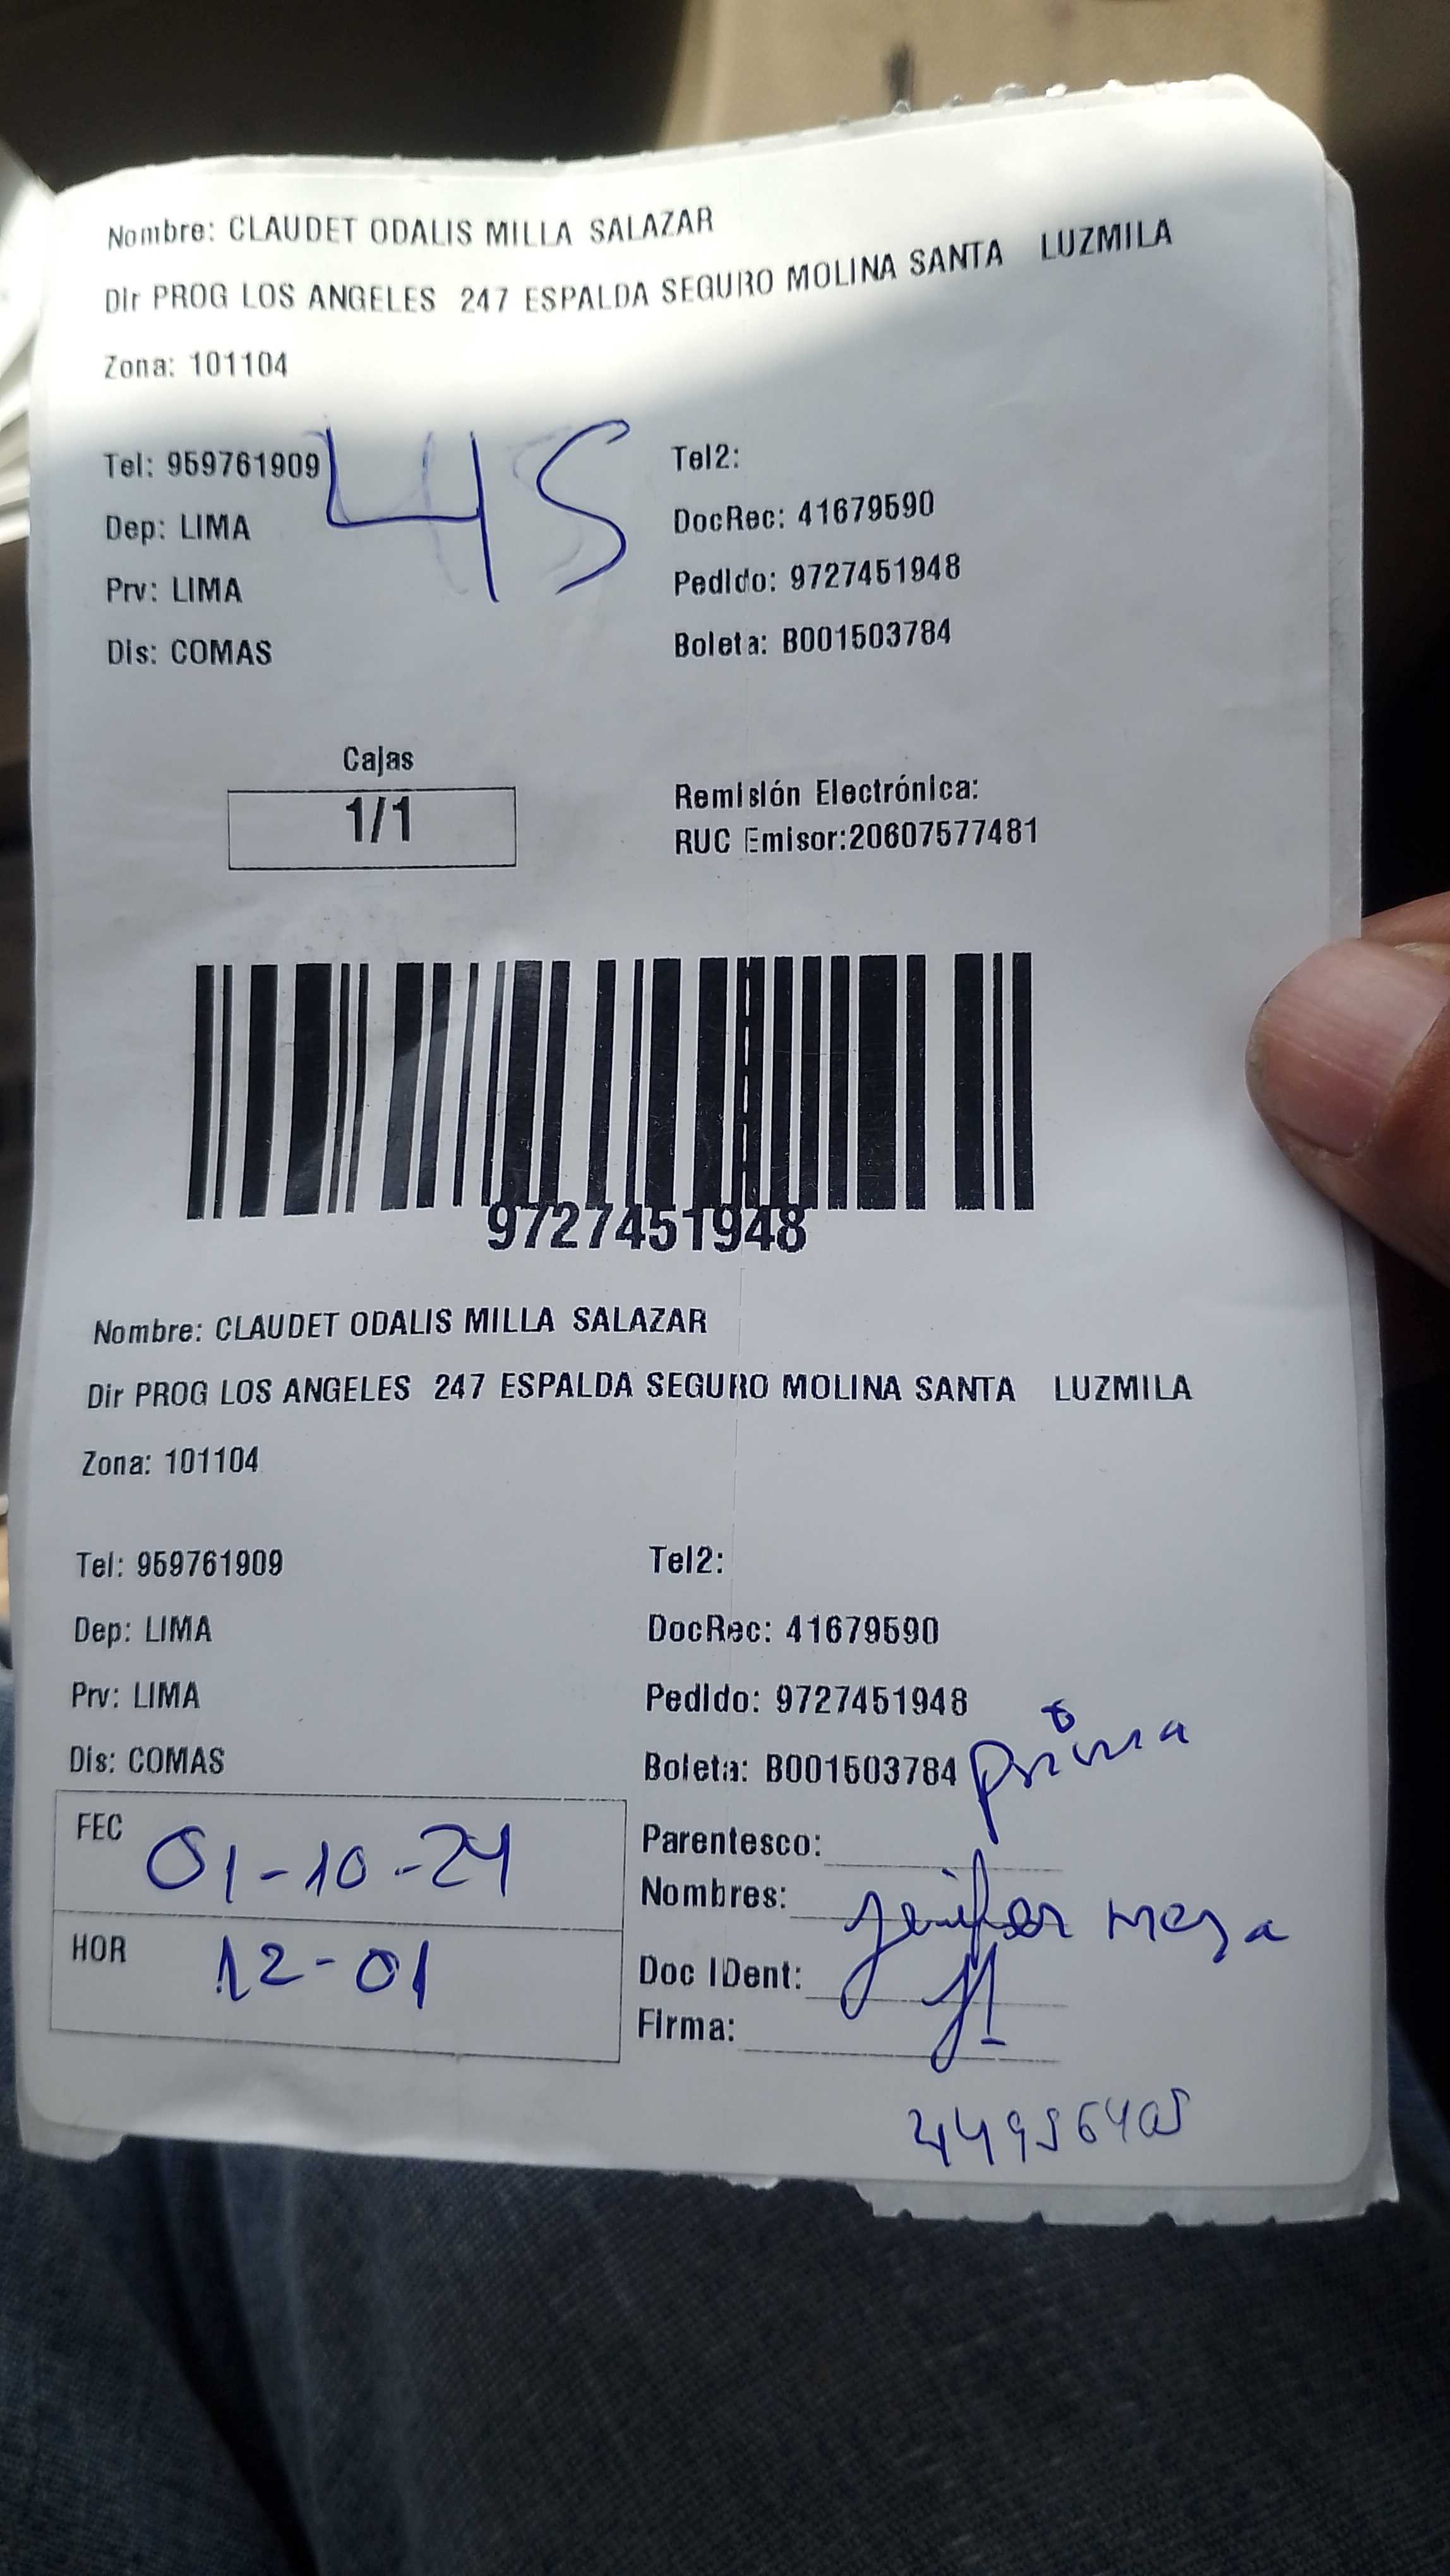 Nombre: CLAUDET ODALIS MILLA SALAZAR
Dir PROG LOS ANGELES 247 ESPALDA SEGURO MOLINA SANTA LUZMILA
Zona: 101104
Tel: 959761909
45
Tel2:
Dep: LIMA
DocRec: 41679590
Prv: LIMA
Pedido: 9727451948
Dis: COMAS
Boleta: B001503784
Cajas
1/1
Remisión Electrónica:
RUC Emisor:20607577481
9727451948
Nombre: CLAUDET ODALIS MILLA SALAZAR
Dir PROG LOS ANGELES 247 ESPALDA SEGURO MOLINA SANTA LUZMILA
Zona: 101104
Tel: 959761909
Tel2:
Dep: LIMA
DocRec: 41679590
Prv: LIMA
Pedido: 9727451948
Dis: COMAS
Boleta: B001503784
FEC 01-10-24
Parentesco: prima
Nombres: Jenifer
HOR 12-01
Doc IDent:
Firma: